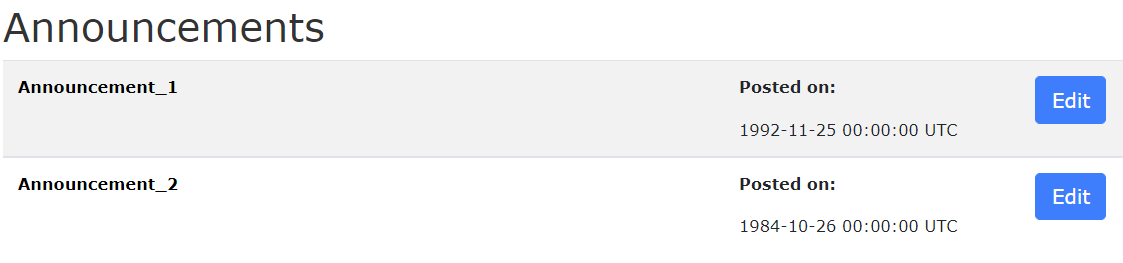 Announcements
Announcement_1
Posted on:
Edit
1992-11-25 00:00:00 UTC
Announcement_2
Posted on:
Edit
1984-10-26 00:00:00 UTC